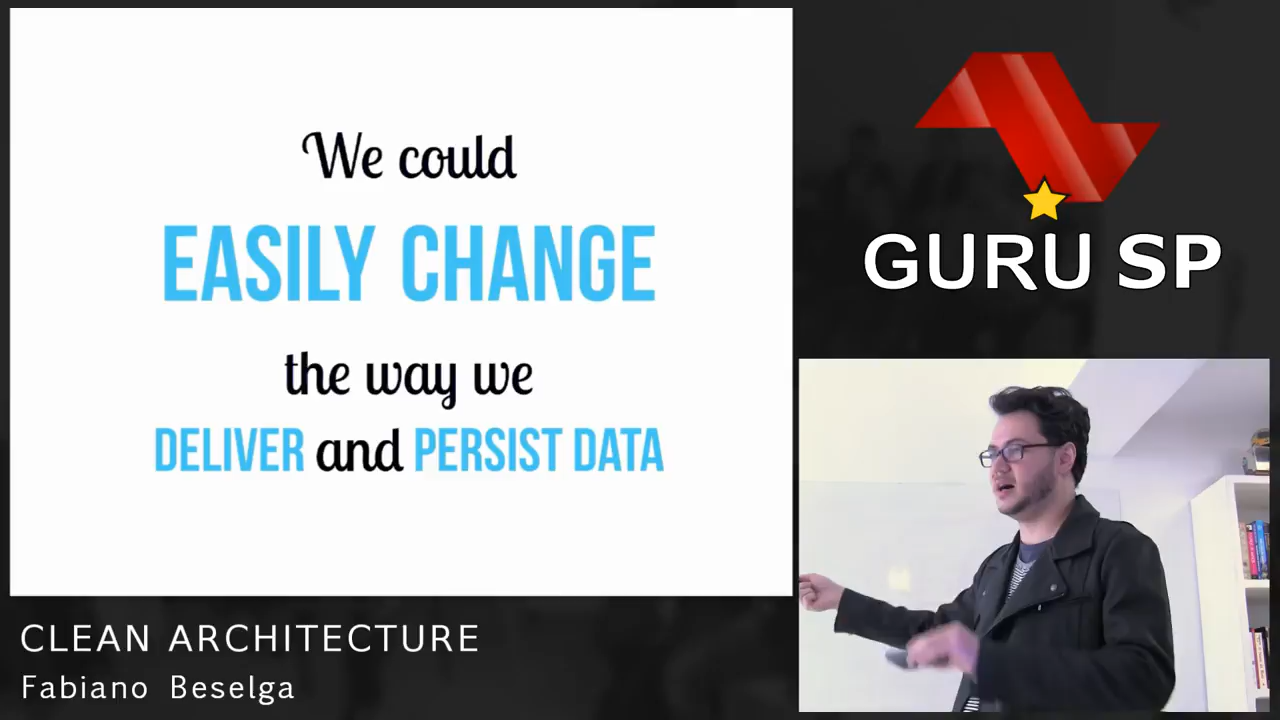 We could
EASILY CHANGE
the way we
DELIVER and PERSIST DATA
GURU SP
CLEAN ARCHITECTURE
Fabiano Beselga